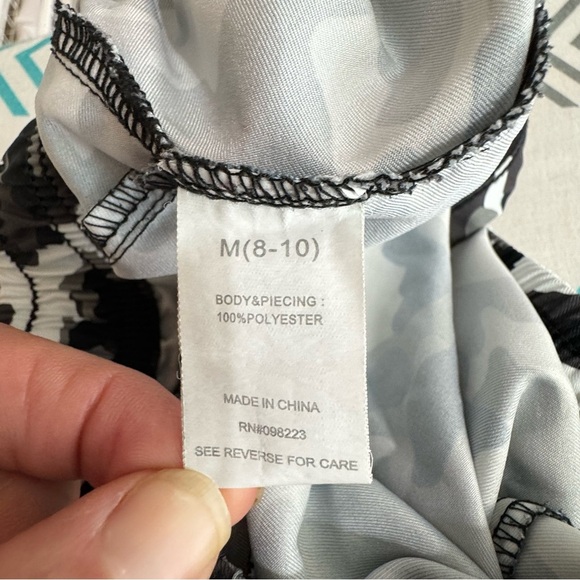 M(8-10)
BODY&PIECING :
100%POLYESTER
MADE IN CHINA
RN#098223
SEE REVERSE FOR CARE